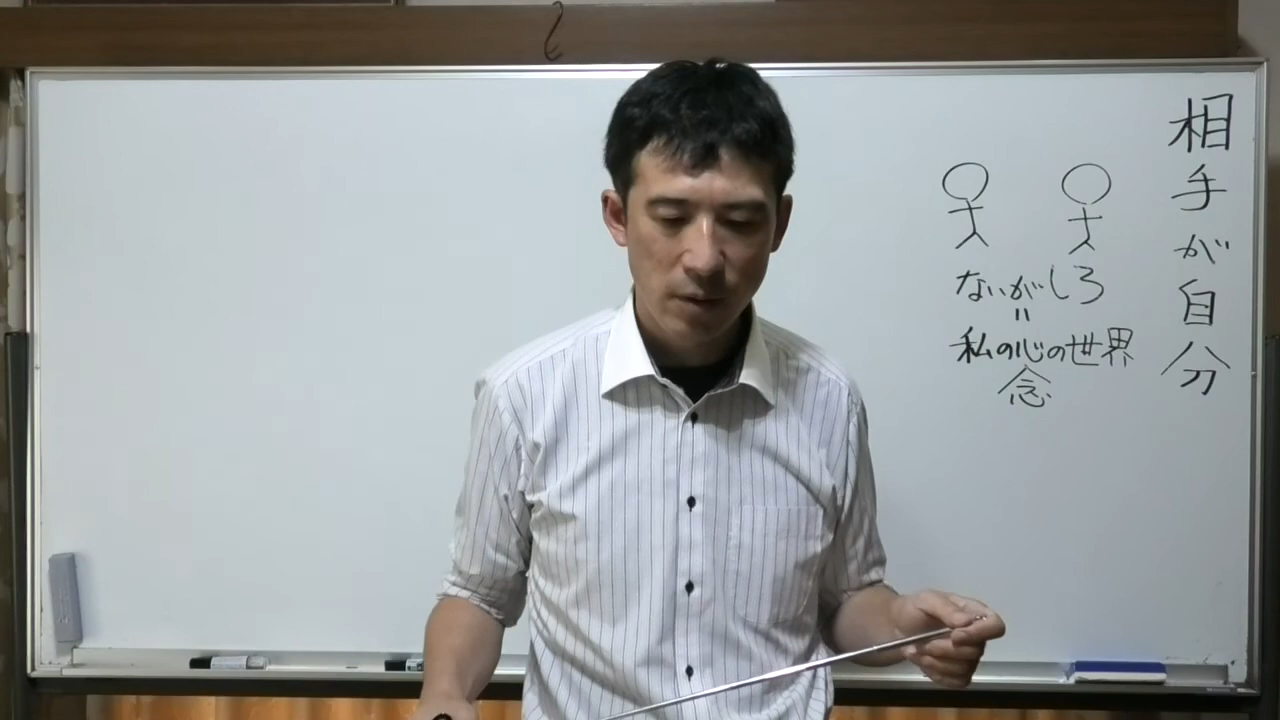 相手が自分
ないがしろ
＝
私の心の世界
念